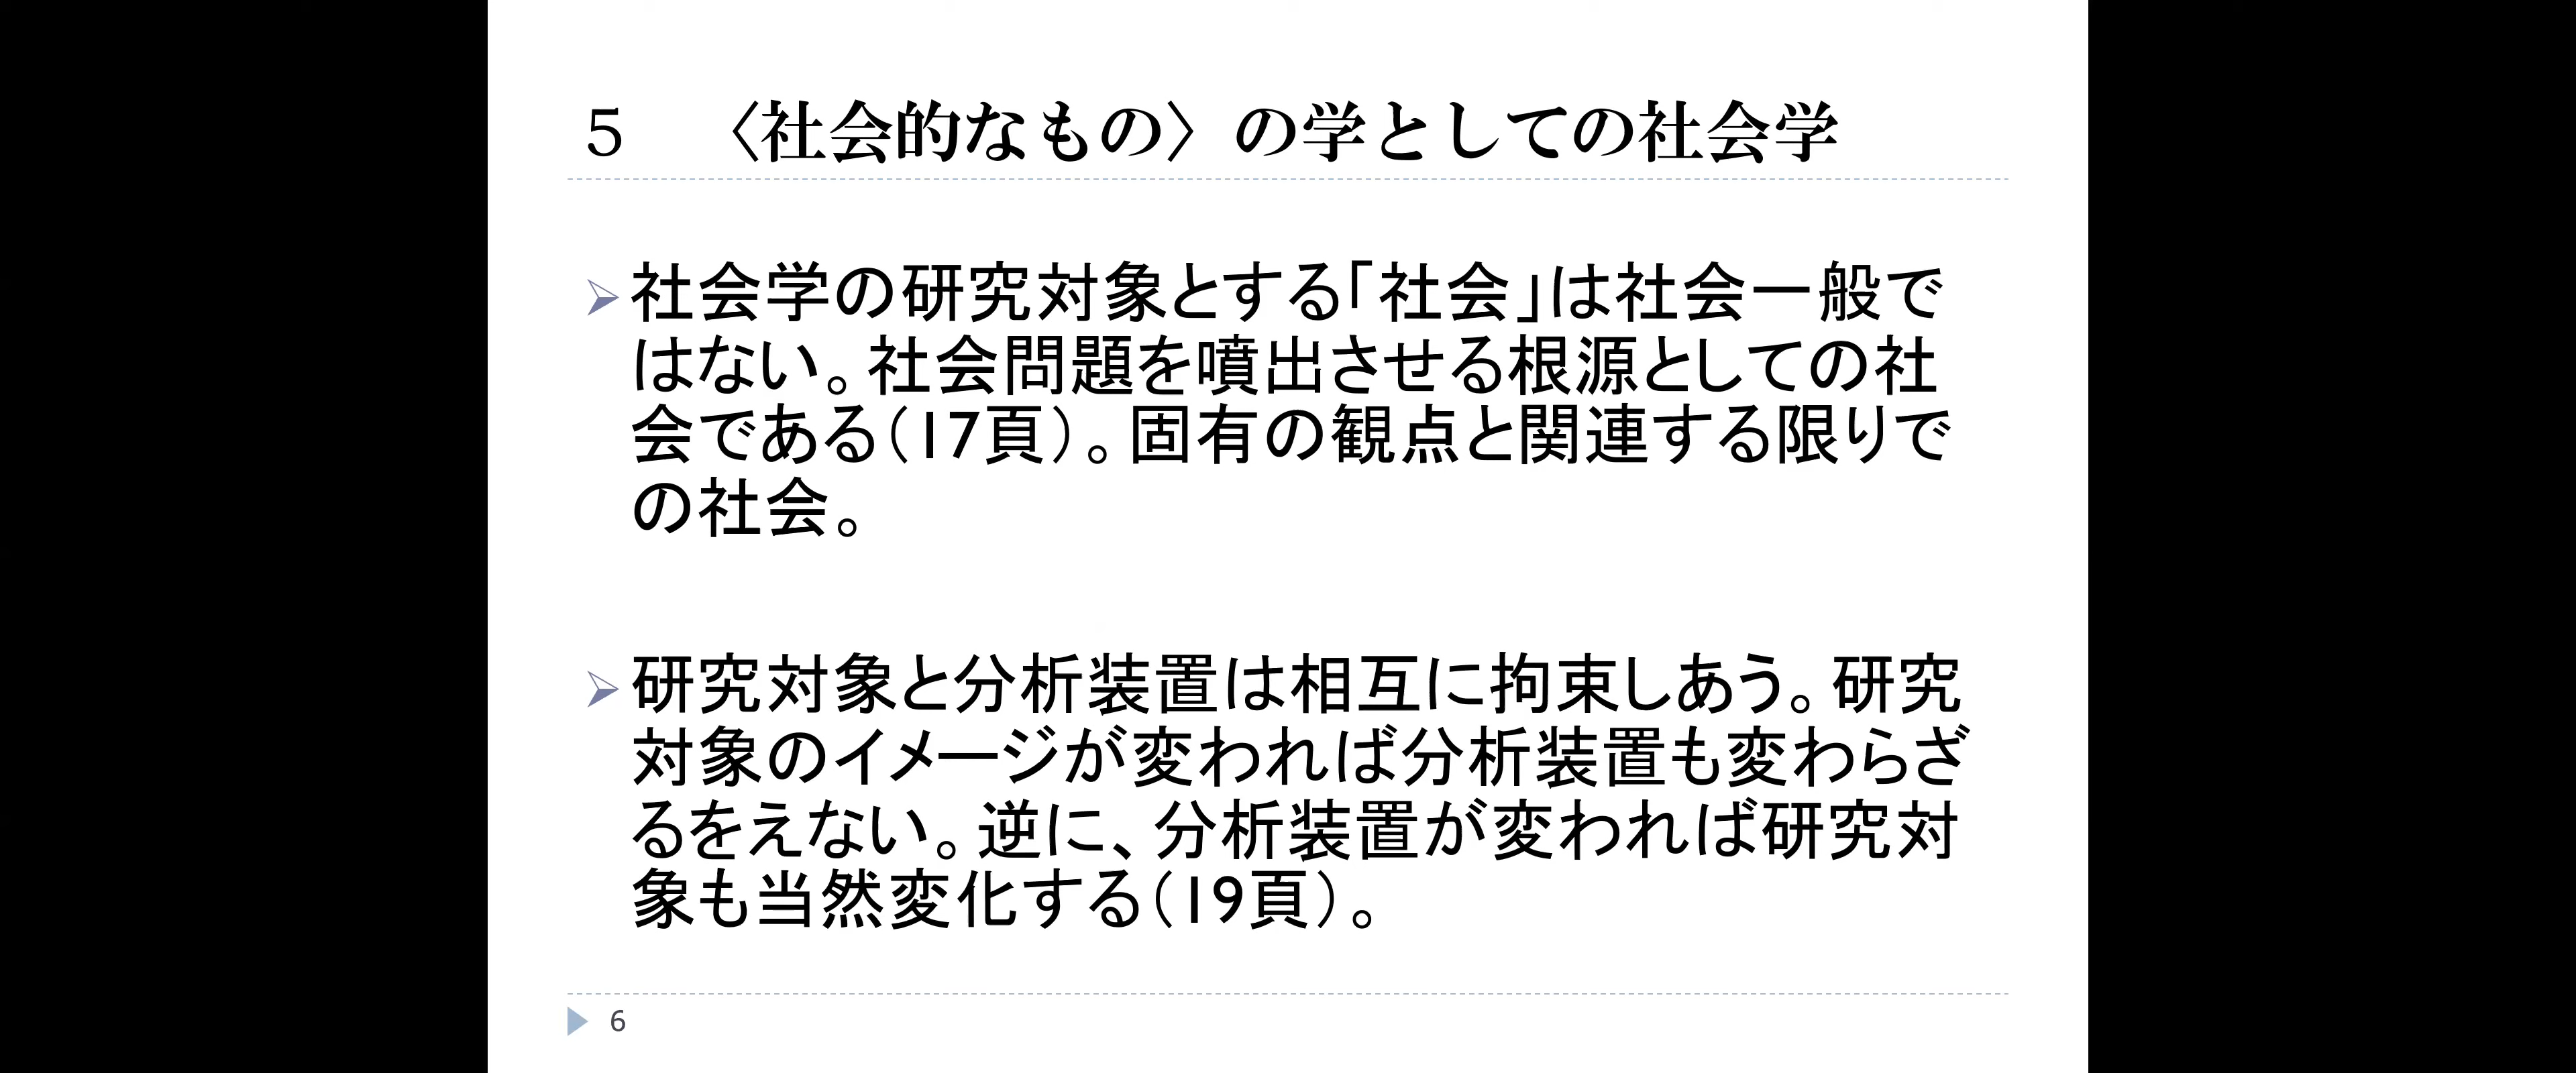 5　〈社会的なもの〉の学としての社会学
社会学の研究対象とする「社会」は社会一般で
はない。社会問題を噴出させる根源としての社
会である（17頁）。固有の観点と関連する限りで
の社会。
研究対象と分析装置は相互に拘束しあう。研究
対象のイメージが変われば分析装置も変わらざ
るをえない。逆に、分析装置が変われば研究対
象も当然変化する（19頁）。
6